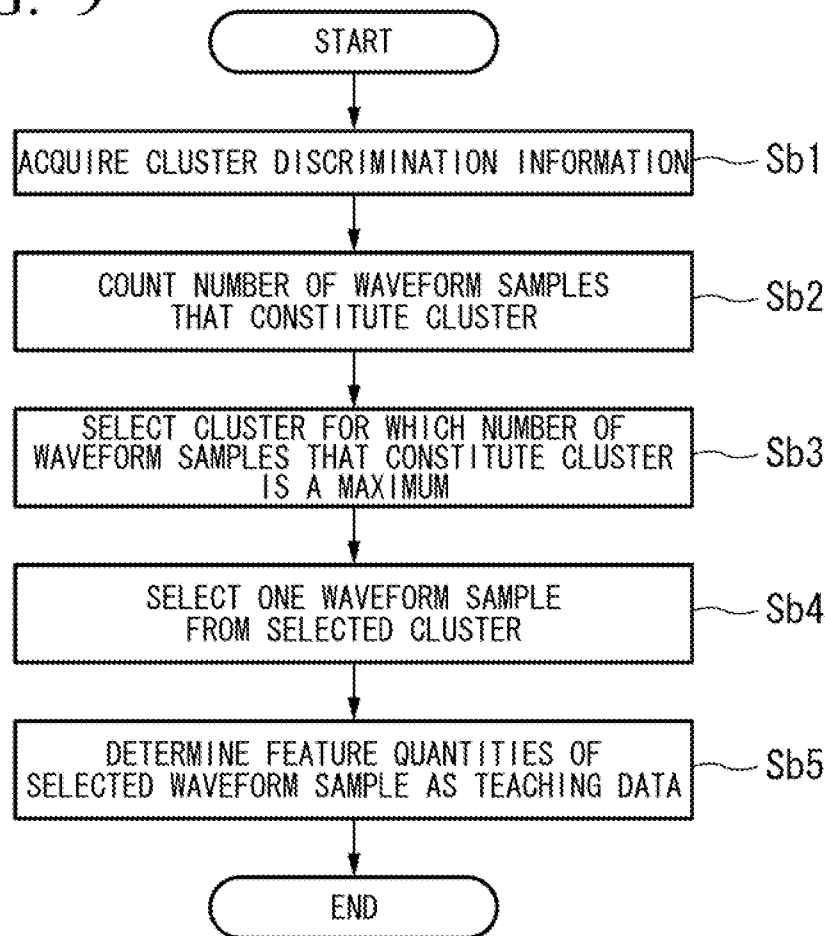 START
ACQUIRE CLUSTER DISCRIMINATION INFORMATION
Sb1
COUNT NUMBER OF WAVEFORM SAMPLES
THAT CONSTITUTE CLUSTER
Sb2
SELECT CLUSTER FOR WHICH NUMBER OF
WAVEFORM SAMPLES THAT CONSTITUTE CLUSTER
IS A MAXIMUM
Sb3
SELECT ONE WAVEFORM SAMPLE
FROM SELECTED CLUSTER
Sb4
DETERMINE FEATURE QUANTITIES OF
SELECTED WAVEFORM SAMPLE AS TEACHING DATA
Sb5
END